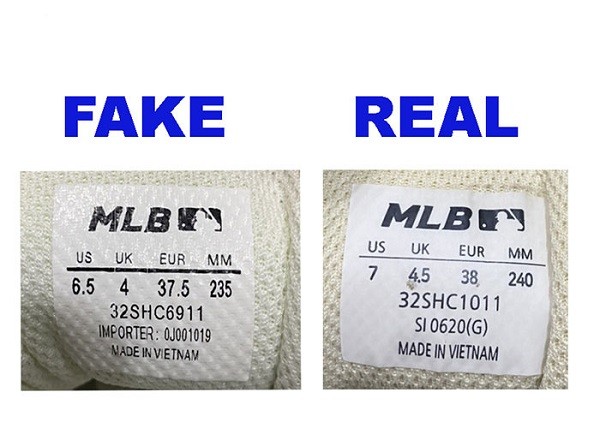 FAKE REAL
MLB
US UK EUR MM
6.5 4 37.5 235
32SHC6911
IMPORTER: 0J001019
MADE IN VIETNAM
MLB
US UK EUR MM
7 4.5 38 240
32SHC1011
SI 0620(G)
MADE IN VIETNAM